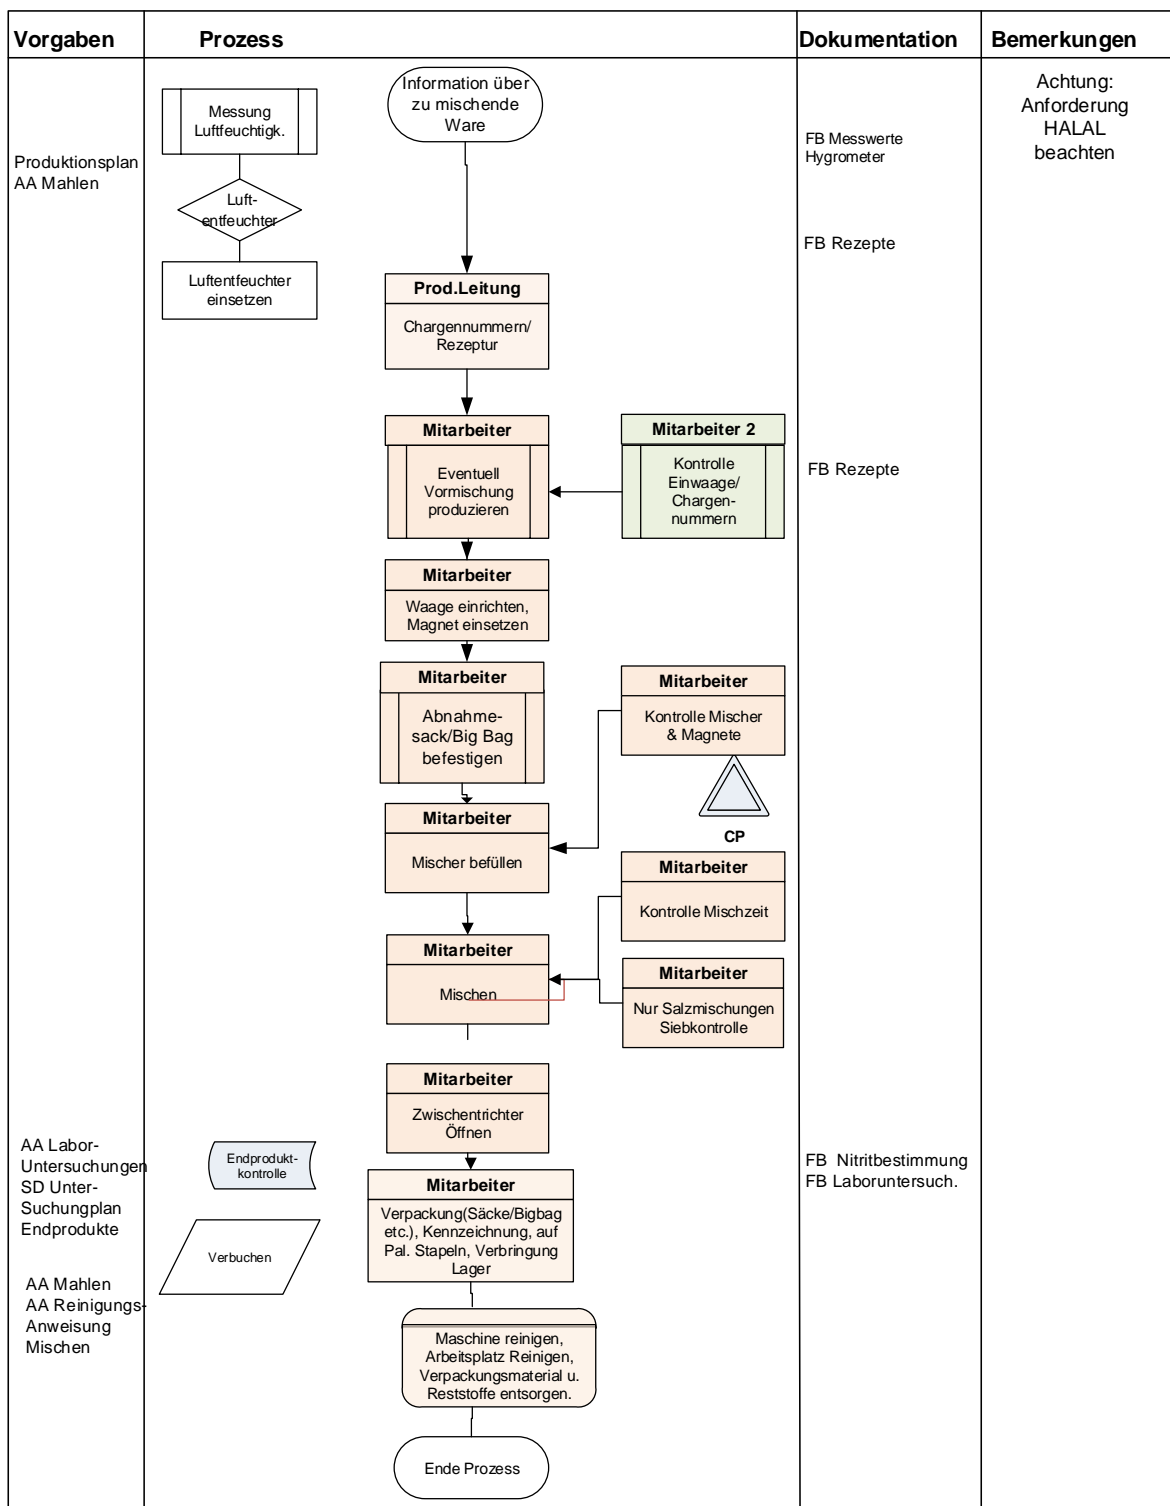 Vorgaben
Prozess
Dokumentation
Bemerkungen
Information über
zu mischende
Ware
Achtung:
Anforderung
HALAL
beachten
Messung
Luftfeuchtigk.
FB Messwerte
Hygrometer
Produktionsplan
AA Mahlen
Luft-
entfeuchter
FB Rezepte
Luftentfeuchter
einsetzen
Prod.Leitung
Chargennummern/
Rezeptur
Mitarbeiter
Eventuell
Vormischung
produzieren
Mitarbeiter 2
Kontrolle
Einwaage/
Chargen-
nummern
FB Rezepte
Mitarbeiter
Waage einrichten,
Magnet einsetzen
Mitarbeiter
Abnahme-
sack/Big Bag
befestigen
Mitarbeiter
Kontrolle Mischer
& Magnete
CP
Mitarbeiter
Mischer befüllen
Mitarbeiter
Kontrolle Mischzeit
Mitarbeiter
Mischen
Mitarbeiter
Nur Salzmischungen
Siebkontrolle
Mitarbeiter
Zwischentrichter
Öffnen
AA Labor-
Untersuchungen
SD Unter-
Suchungplan
Endprodukte
Endprodukt-
kontrolle
FB  Nitritbestimmung
FB Laboruntersuch.
Mitarbeiter
Verpackung(Säcke/Bigbag
etc.), Kennzeichnung, auf
Pal. Stapeln, Verbringung
Lager
Verbuchen
AA Mahlen
AA Reinigungs-
Anweisung
Mischen
Maschine reinigen,
Arbeitsplatz Reinigen,
Verpackungsmaterial u.
Reststoffe entsorgen.
Ende Prozess